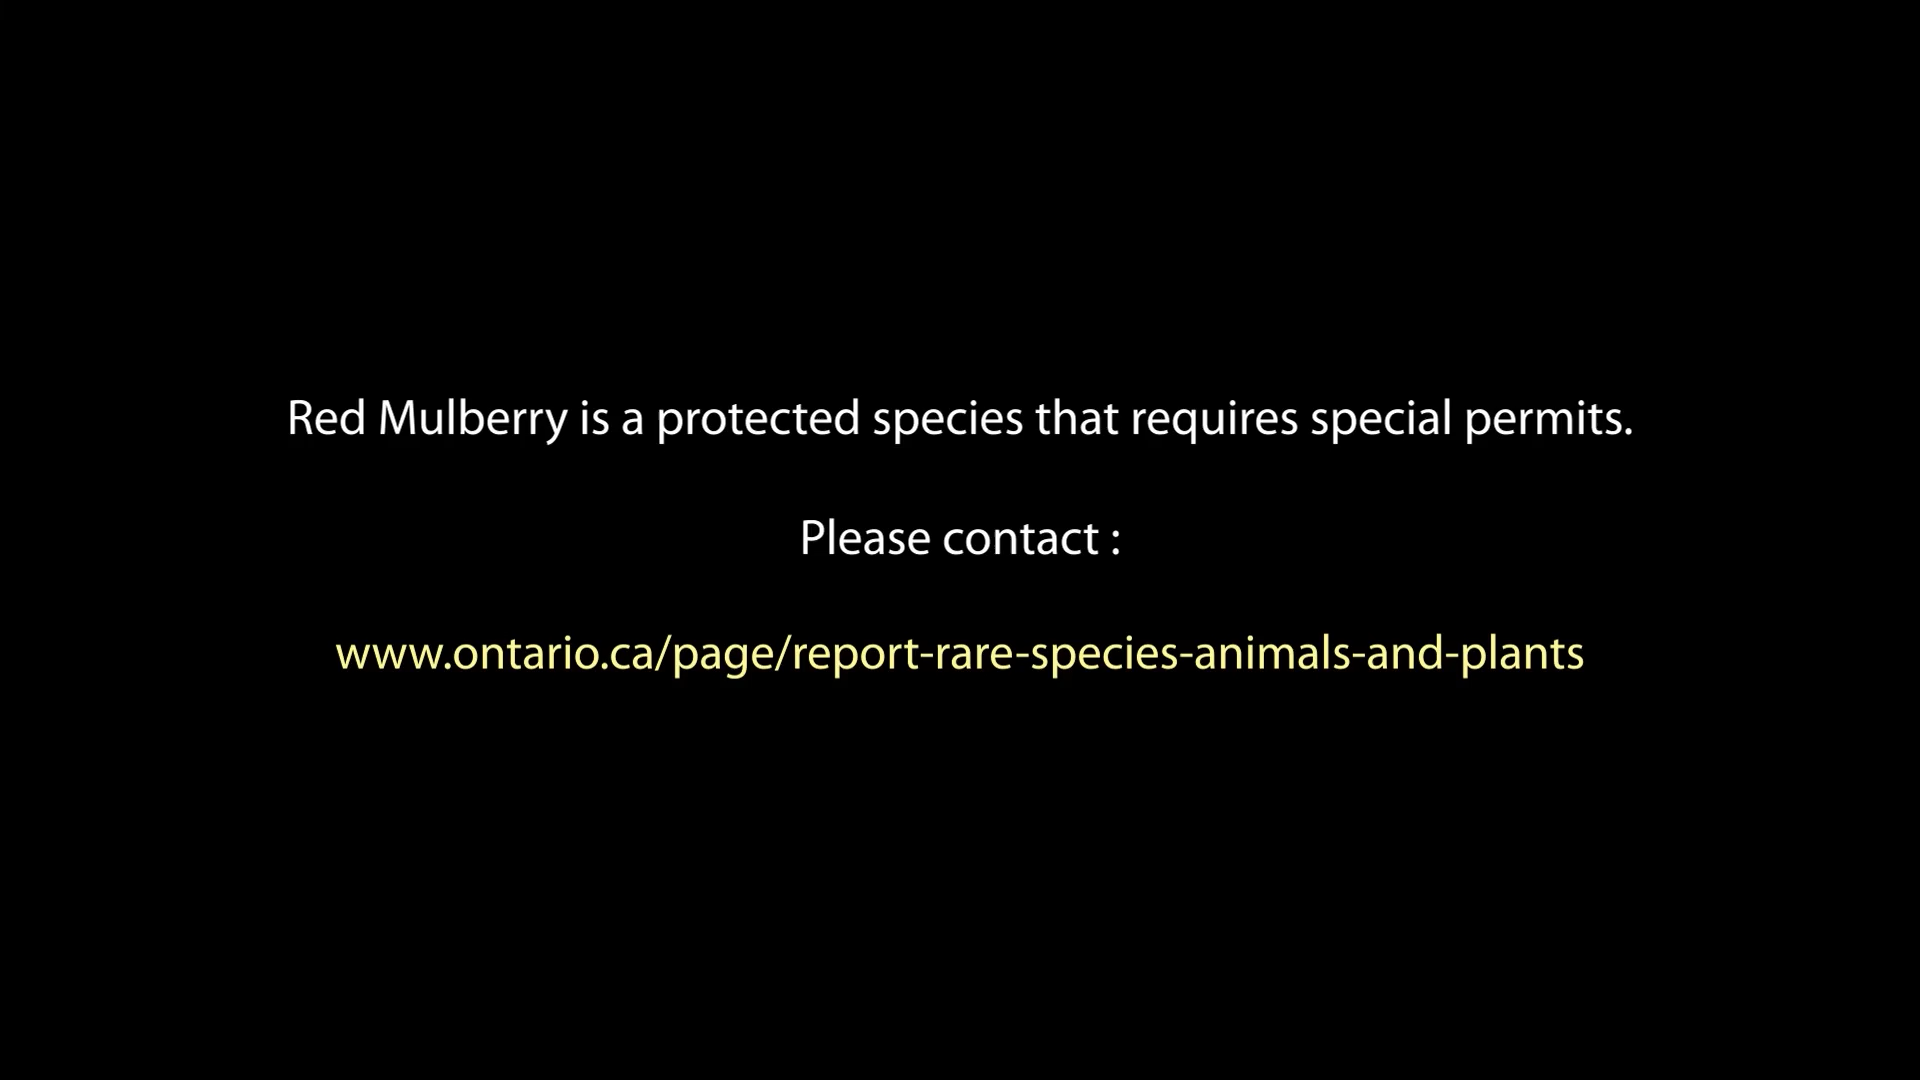 Red Mulberry is a protected species that requires special permits.
Please contact :
www.ontario.ca/page/report-rare-species-animals-and-plants